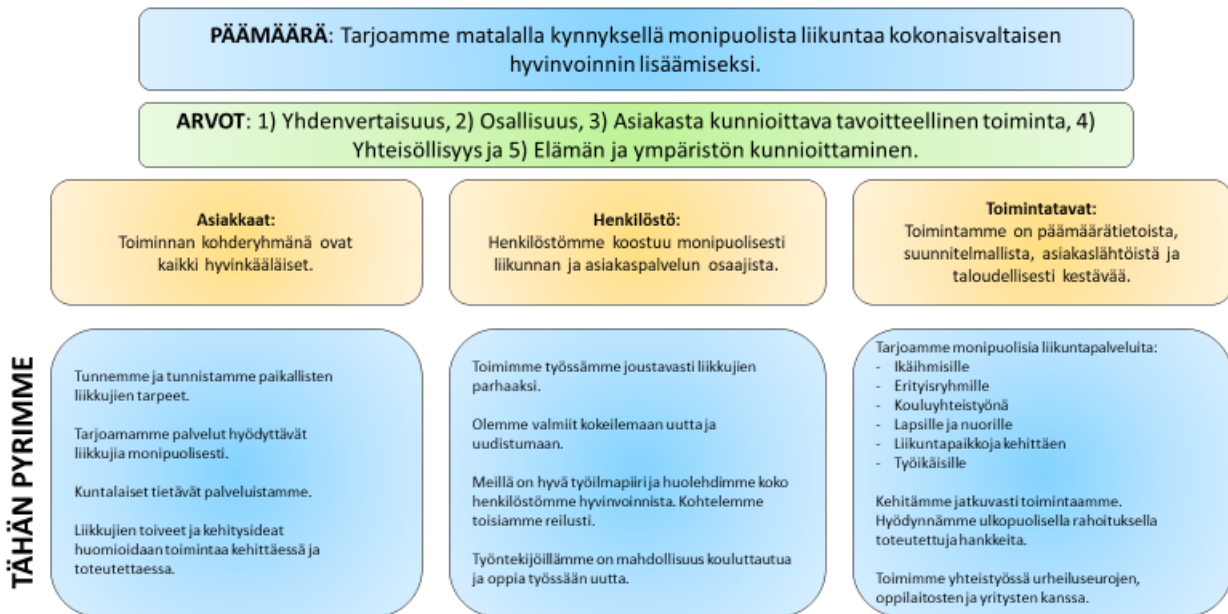 PÄÄMÄÄRÄ: Tarjoamme matalalla kynnyksellä monipuolista liikuntaa kokonaisvaltaisen
hyvinvoinnin lisäämiseksi.
ARVOT: 1) Yhdenvertaisuus, 2) Osallisuus, 3) Asiakasta kunnioittava tavoitteellinen toiminta, 4)
Yhteisöllisyys ja 5) Elämän ja ympäristön kunnioittaminen.
Asiakkaat:
Toiminnan kohderyhmänä ovat
kaikki hyvinkääläiset.
Henkilöstö:
Henkilöstömme koostuu monipuolisesti
liikunnan ja asiakaspalvelun osaajista.
Toimintatavat:
Toimintamme on päämäärätietoista,
suunnitelmallista, asiakaslähtöistä ja
taloudellisesti kestävää.
TÄHÄN PYRIMME
Tunnemme ja tunnistamme paikallisten
liikkujien tarpeet.
Tarjoamamme palvelut hyödyttävät
liikkujia monipuolisesti.
Kuntalaiset tietävät palveluistamme.
Liikkujien toiveet ja kehitysideat
huomioidaan toimintaa kehittäessä ja
toteutettaessa.
Toimimme työssämme joustavasti liikkujien
parhaaksi.
Olemme valmiit kokeilemaan uutta ja
uudistumaan.
Meillä on hyvä työilmapiiri ja huolehdimme koko
henkilöstömme hyvinvoinnista. Kohtelemme
toisiamme reilusti.
Työntekijöillämme on mahdollisuus kouluttautua
ja oppia työssään uutta.
Tarjoamme monipuolisia liikuntapalveluita:
- Ikäihmisille
- Erityisryhmille
- Kouluyhteistyönä
- Lapsille ja nuorille
- Liikuntapaikkoja kehittäen
- Työikäisille
Kehitämme jatkuvasti toimintaamme.
Hyödynnämme ulkopuolisella rahoituksella
toteutettuja hankkeita.
Toimimme yhteistyössä urheiluseurojen,
oppilaitosten ja yritysten kanssa.